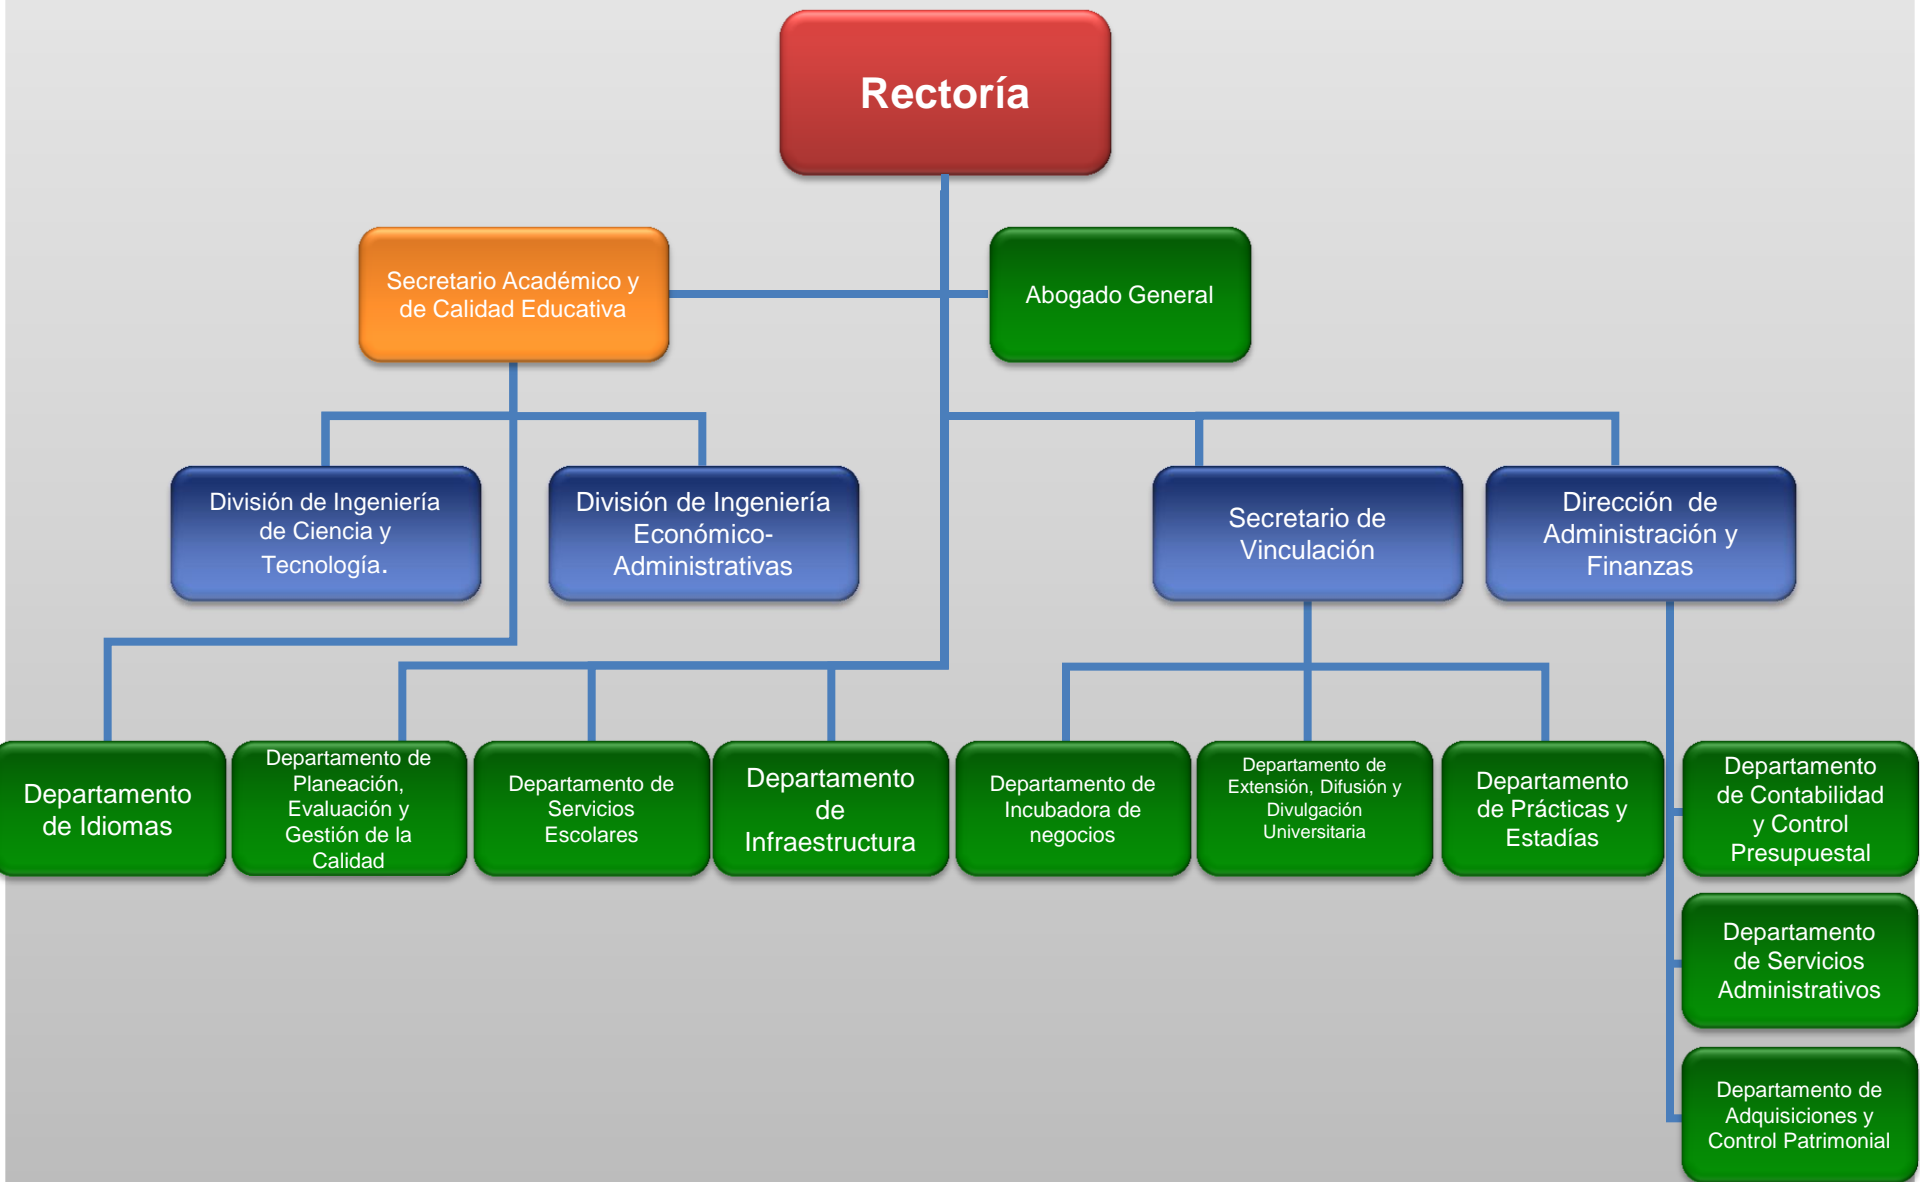 Rectoría
Secretario Académico y
de Calidad Educativa
Abogado General
División de Ingeniería
de Ciencia y
Tecnología.
División de Ingeniería
Económico-
Administrativas
Secretario de
Vinculación
Dirección  de
Administración y
Finanzas
Departamento
de Idiomas
Departamento de
Planeación,
Evaluación y
Gestión de la
Calidad
Departamento de
Servicios
Escolares
Departamento
de
Infraestructura
Departamento de
Incubadora de
negocios
Departamento de
Extensión, Difusión y
Divulgación
Universitaria
Departamento
de Prácticas y
Estadías
Departamento
de Contabilidad
y Control
Presupuestal
Departamento
de Servicios
Administrativos
Departamento de
Adquisiciones y
Control Patrimonial